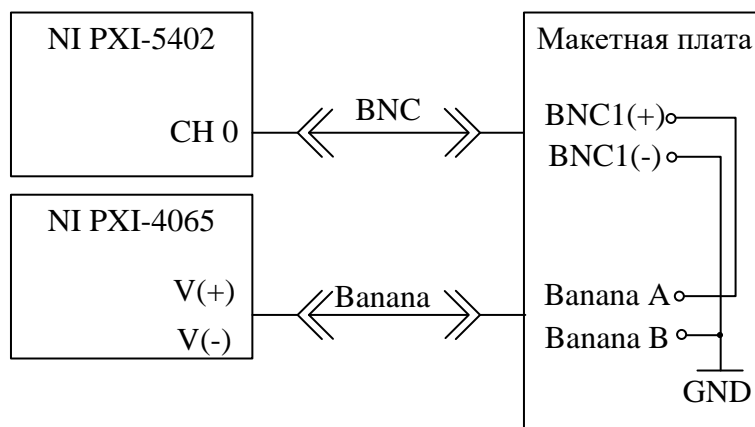 NI PXI-5402
CH 0
BNC
NI PXI-4065
V(+)
V(-)
Banana
Макетная плата
BNC1(+)
BNC1(-)
Banana A
Banana B
GND